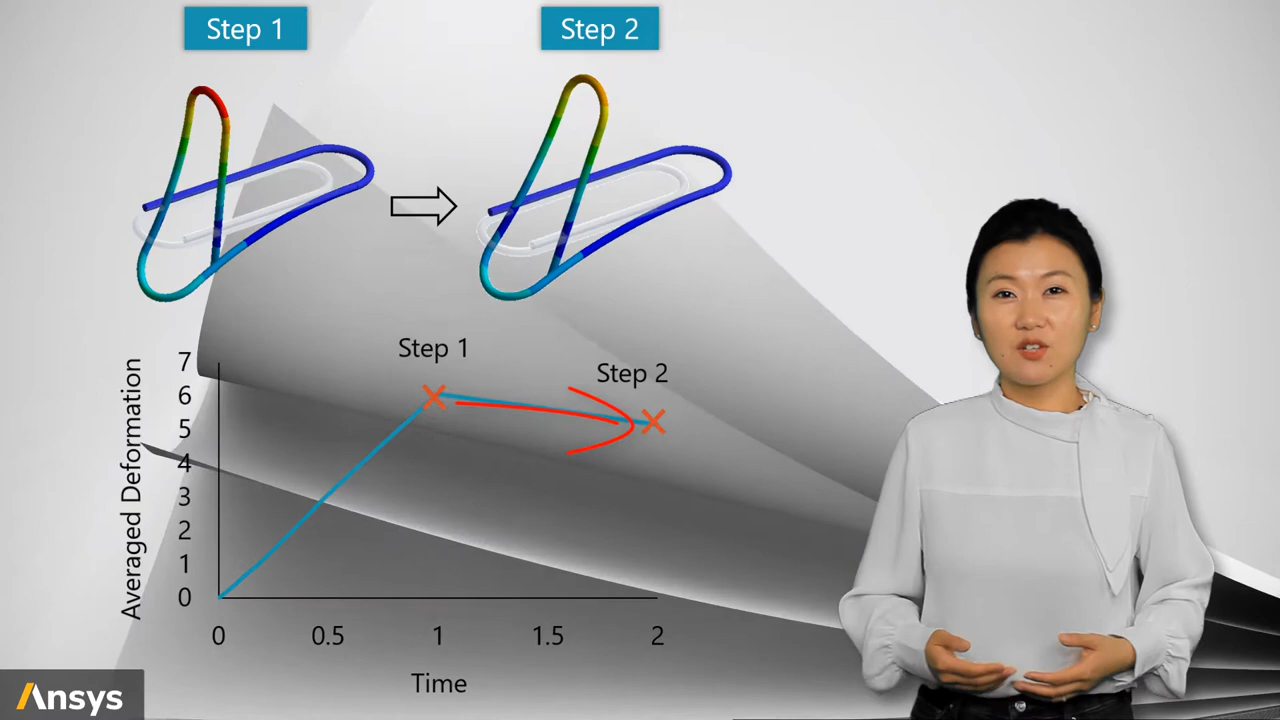 Step 1
Step 2
Step 1
Step 2
Averaged Deformation
7
6
5
4
3
2
1
0
0 0.5 1 1.5 2
Time
Ansys